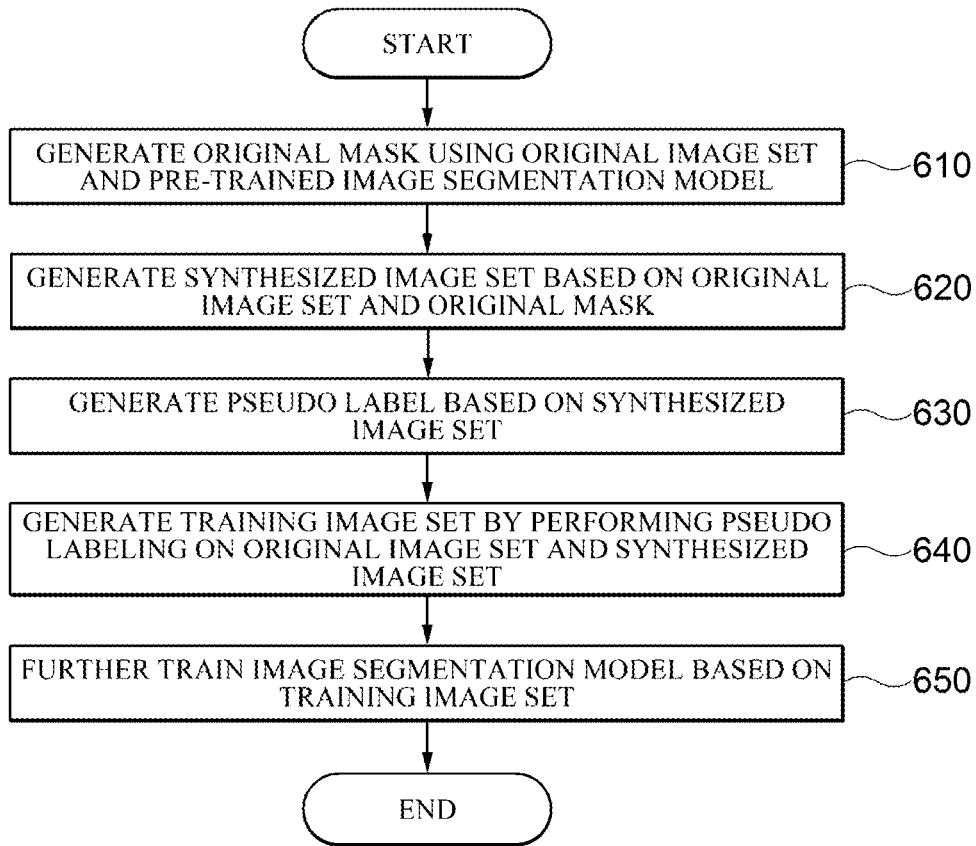 START
GENERATE ORIGINAL MASK USING ORIGINAL IMAGE SET
AND PRE-TRAINED IMAGE SEGMENTATION MODEL
610
GENERATE SYNTHESIZED IMAGE SET BASED ON ORIGINAL
IMAGE SET AND ORIGINAL MASK
620
GENERATE PSEUDO LABEL BASED ON SYNTHESIZED
IMAGE SET
630
GENERATE TRAINING IMAGE SET BY PERFORMING PSEUDO
LABELING ON ORIGINAL IMAGE SET AND SYNTHESIZED
IMAGE SET
640
FURTHER TRAIN IMAGE SEGMENTATION MODEL BASED ON
TRAINING IMAGE SET
650
END